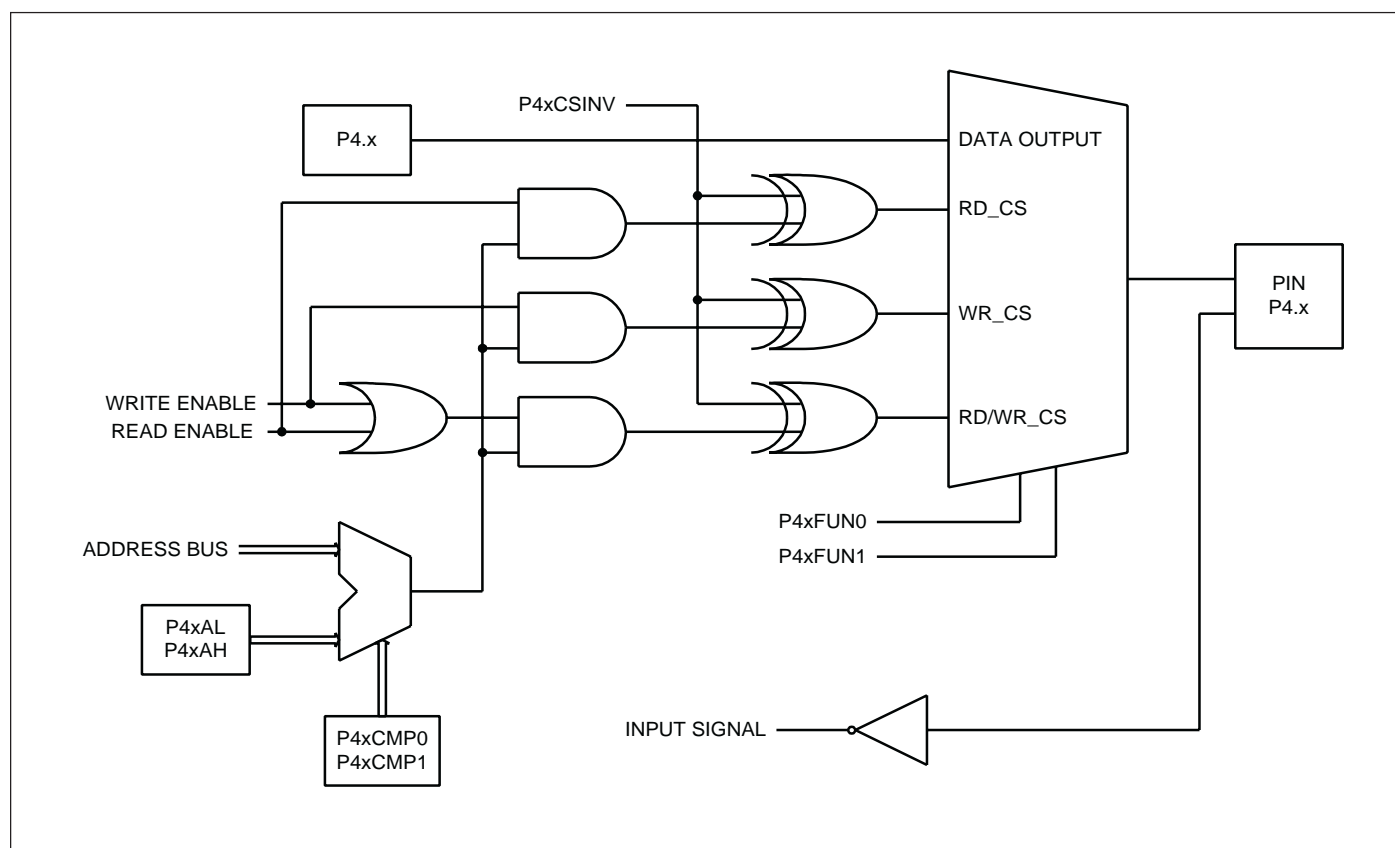 P4xCSINV
P4.x
DATA OUTPUT
RD_CS
WR_CS
PIN
P4.x
WRITE ENABLE
READ ENABLE
RD/WR_CS
P4xFUN0
P4xFUN1
ADDRESS BUS
P4xAL
P4xAH
P4xCMP0
P4xCMP1
INPUT SIGNAL